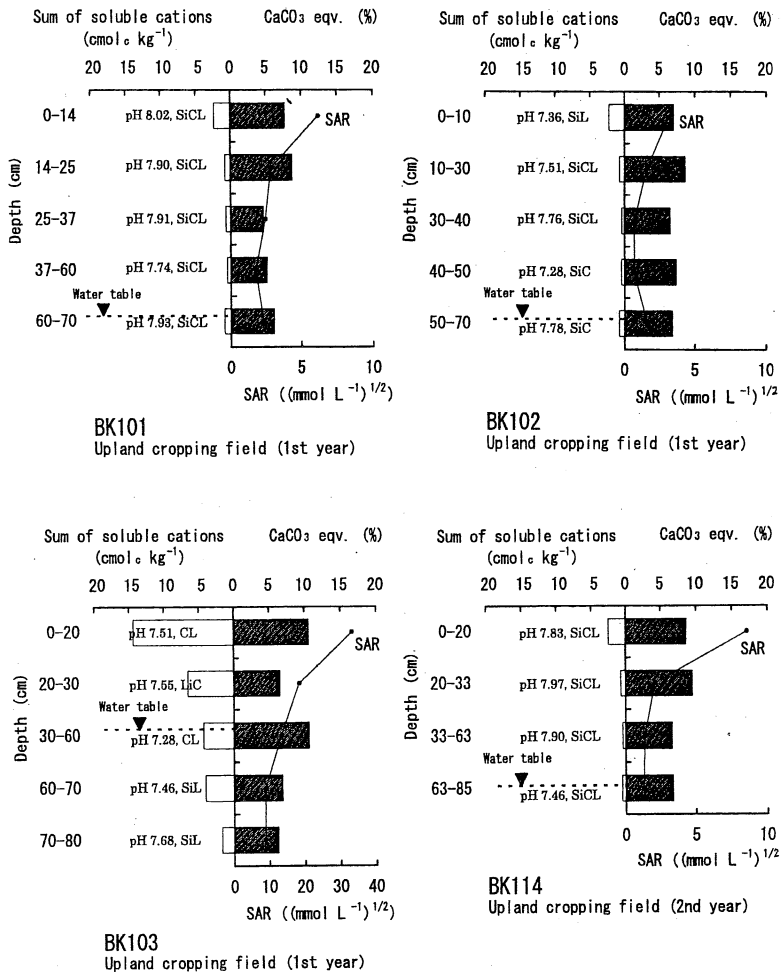 Sum of soluble cations CaCO₃ eqv. (%)
(cmolc kg⁻¹)
20 15 10 5 0 5 10 15 20
Depth (cm)
0-14 pH 8.02, SiCL SAR
14-25 pH 7.90, SiCL
25-37 pH 7.91, SiCL
37-60 pH 7.74, SiCL
Water table
60-70 pH 7.93, SiCL
0 5 10
SAR ((mmol L⁻¹)¹/²)
BK101
Upland cropping field (1st year)
Sum of soluble cations CaCO₃ eqv. (%)
(cmolc kg⁻¹)
20 15 10 5 0 5 10 15 20
Depth (cm)
0-10 pH 7.36, SiL SAR
10-30 pH 7.51, SiCL
30-40 pH 7.76, SiCL
40-50 pH 7.28, SiC
Water table
50-70 pH 7.78, SiC
0 5 10
SAR ((mmol L⁻¹)¹/²
BK102
Upland cropping field (1st year)
Sum of soluble cations CaCO₃ eqv. (%)
(cmolc kg⁻¹)
20 15 10 5 0 5 10 15 20
Depth (cm)
0-20 pH 7.51, CL SAR
20-30 pH 7.55, LiC
Water table
30-60 pH 7.28, CL
60-70 pH 7.46, SiL
70-80 pH 7.68, SiL
0 10 20 30 40
SAR ((mmol L⁻¹)¹/²)
BK103
Upland cropping field (1st year)
Sum of soluble cations CaCO₃ eqv. (%)
(cmolc kg⁻¹)
20 15 10 5 0 5 10 15 20
Depth (cm)
0-20 pH 7.83, SiCL SAR
20-33 pH 7.97, SiCL
33-63 pH 7.90, SiCL
Water table
63-85 pH 7.46, SiCL
0 5 10
SAR ((mmol L⁻¹)¹/²
BK114
Upland cropping field (2nd year)